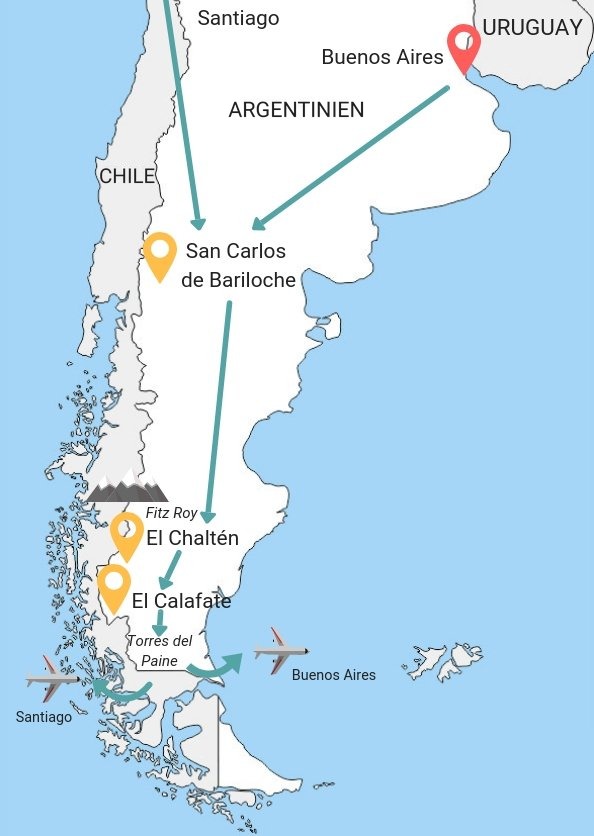 Santiago
URUGUAY
Buenos Aires
ARGENTINIEN
CHILE
San Carlos
de Bariloche
Fitz Roy
El Chaltén
El Calafate
Torres del
Paine
Buenos Aires
Santiago